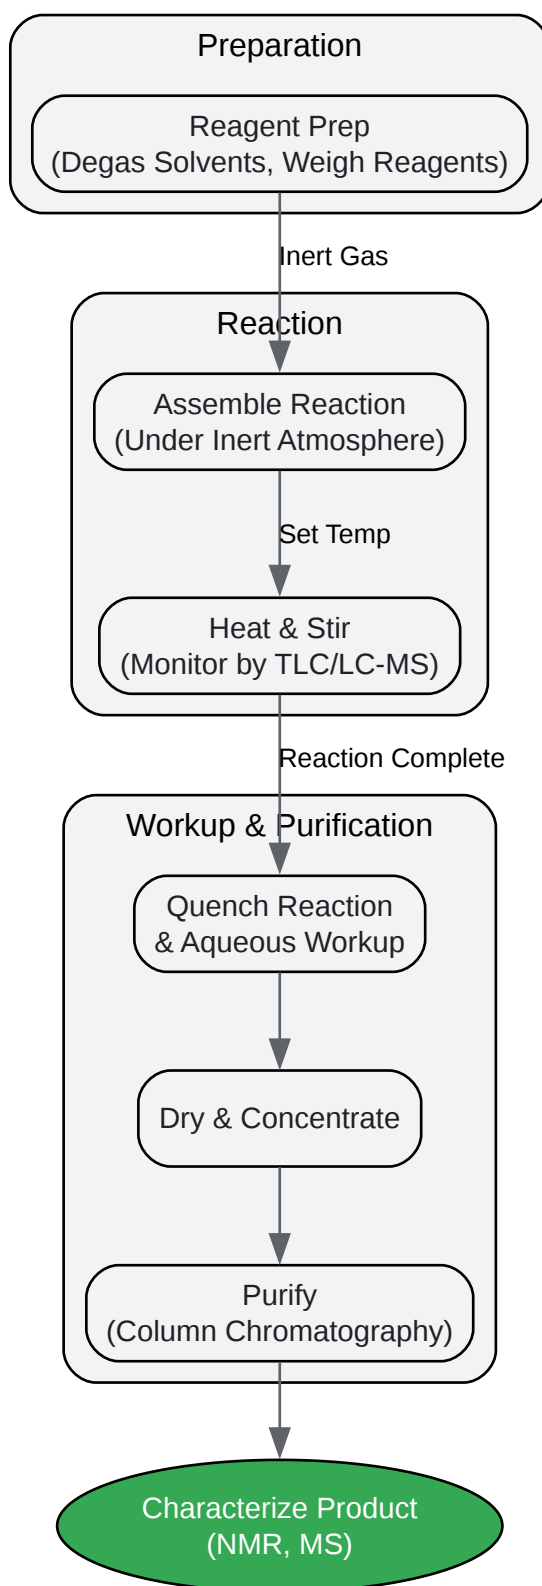 Preparation
Reagent Prep
(Degas Solvents, Weigh Reagents)
Inert Gas
Reaction
Assemble Reaction
(Under Inert Atmosphere)
Set Temp
Heat & Stir
(Monitor by TLC/LC-MS)
Reaction Complete
Workup & Purification
Quench Reaction
& Aqueous Workup
Dry & Concentrate
Purify
(Column Chromatography)
Characterize Product
(NMR, MS)